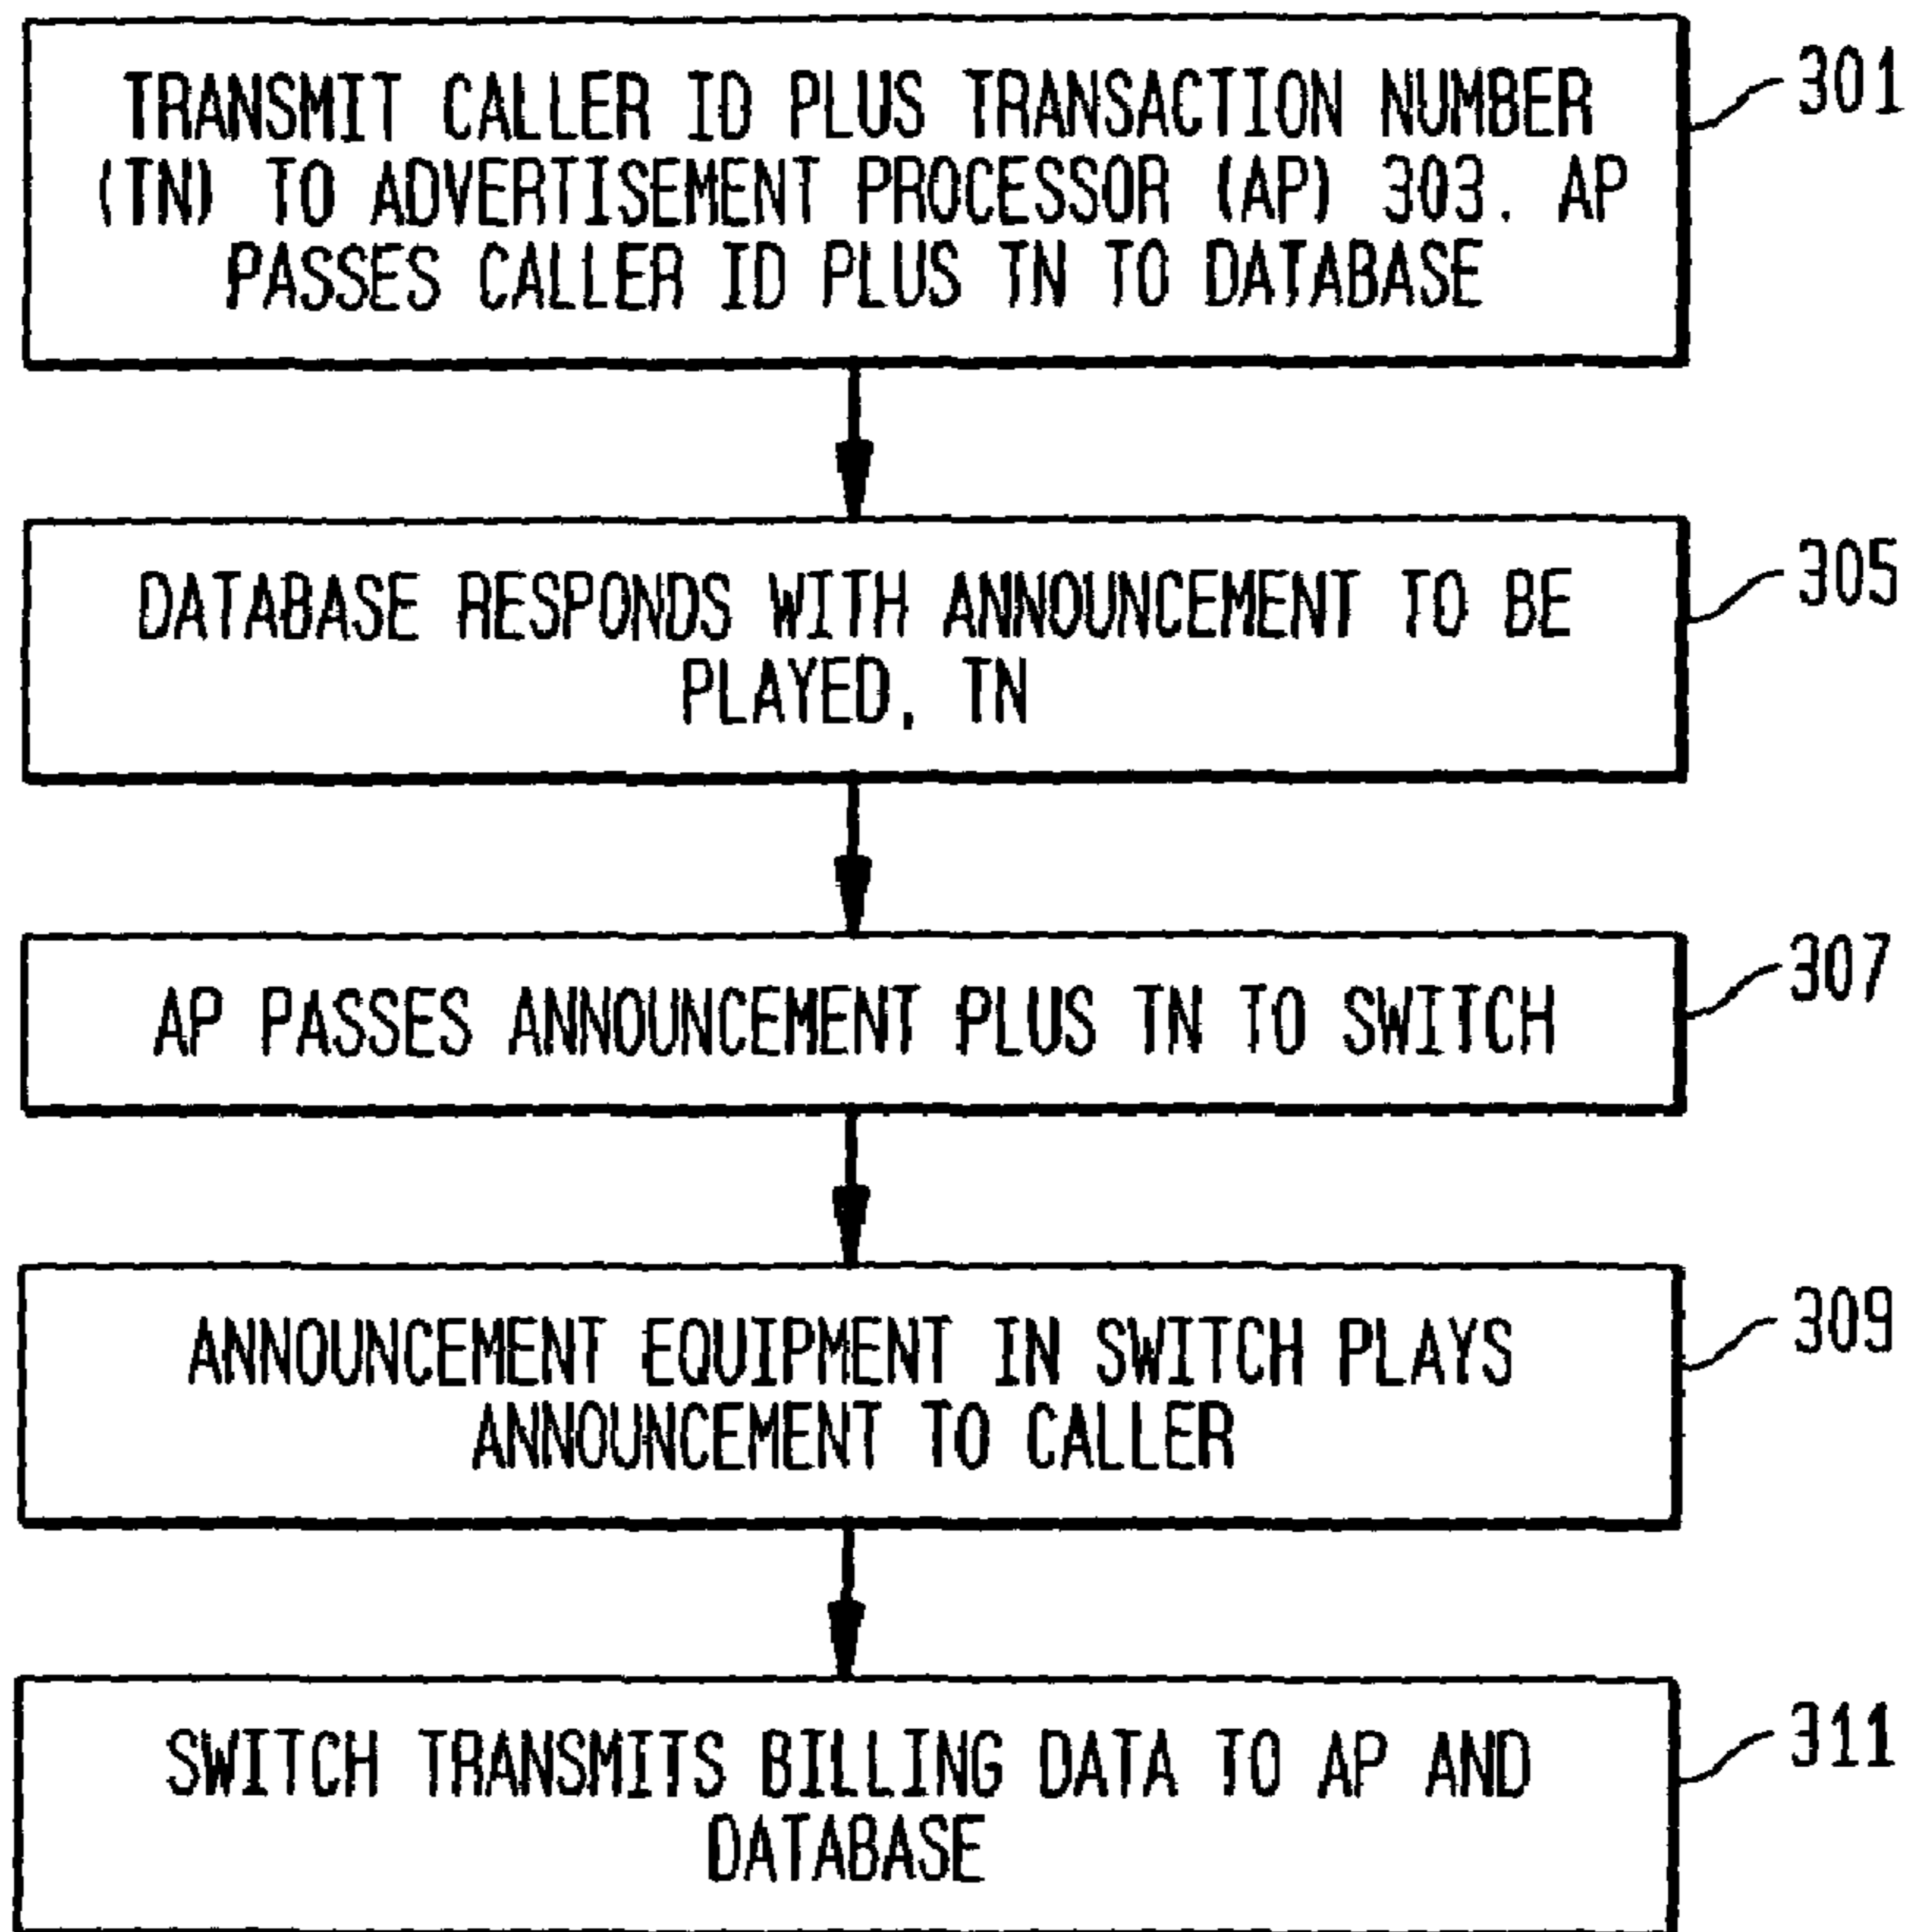 TRANSMIT CALLER ID PLUS TRANSACTION NUMBER
(TN) TO ADVERTISEMENT PROCESSOR (AP) 303. AP
PASSES CALLER ID PLUS TN TO DATABASE
301
DATABASE RESPONDS WITH ANNOUNCEMENT TO BE
PLAYED, TN
305
AP PASSES ANNOUNCEMENT PLUS TN TO SWITCH
307
ANNOUNCEMENT EQUIPMENT IN SWITCH PLAYS
ANNOUNCEMENT TO CALLER
309
SWITCH TRANSMITS BILLING DATA TO AP AND
DATABASE
311